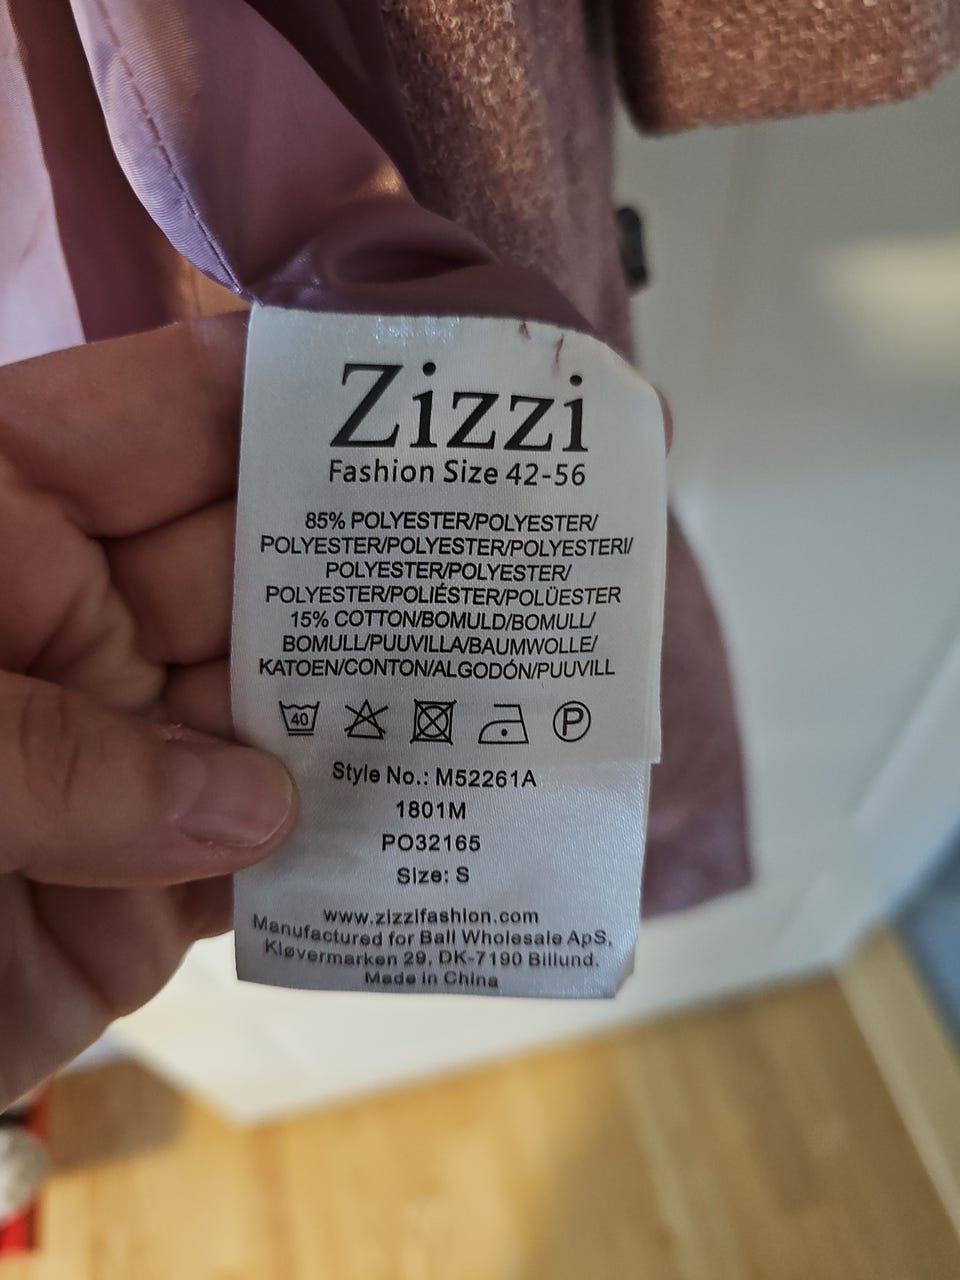 Zizzi
Fashion Size 42-56
85% POLYESTER/POLYESTER/
POLYESTER/POLYESTER/POLYESTERI/
POLYESTER/POLYESTER/
POLYESTER/POLIÉSTER/POLÜESTER
15% COTTON/BOMULD/BOMULL/
BOMULL/PUUVILLA/BAUMWOLLE/
KATOEN/CONTON/ALGODÓN/PUUVILL
40 P
Style No.: M52261A
1801M
PO32165
Size: S
www.zizzifashion.com
Manufactured for Ball Wholesale ApS,
Kløvermarken 29, DK-7190 Billund.
Made in China